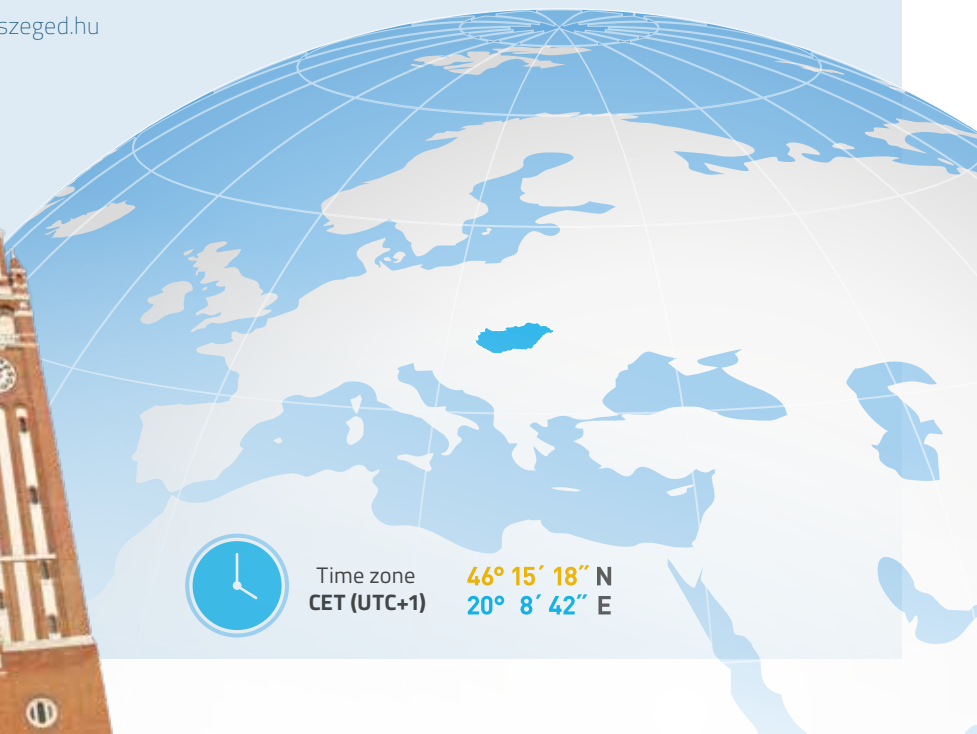 szeged.hu
Time zone
CET (UTC+1)
46° 15´ 18˝ N
20° 8´ 42˝ E